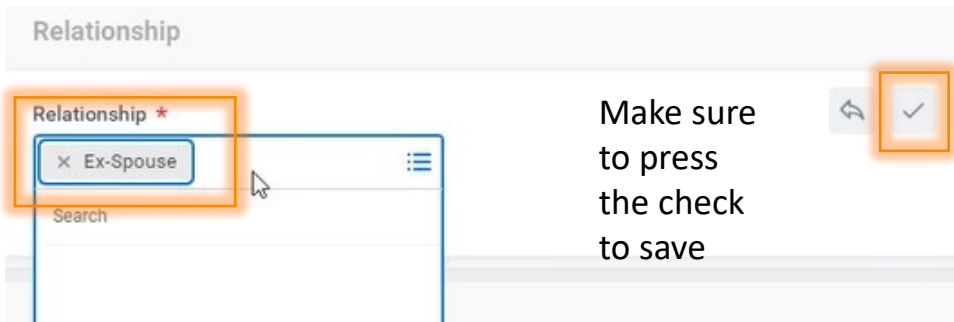 Relationship
Relationship *
× Ex-Spouse
Search
Make sure
to press
the check
to save